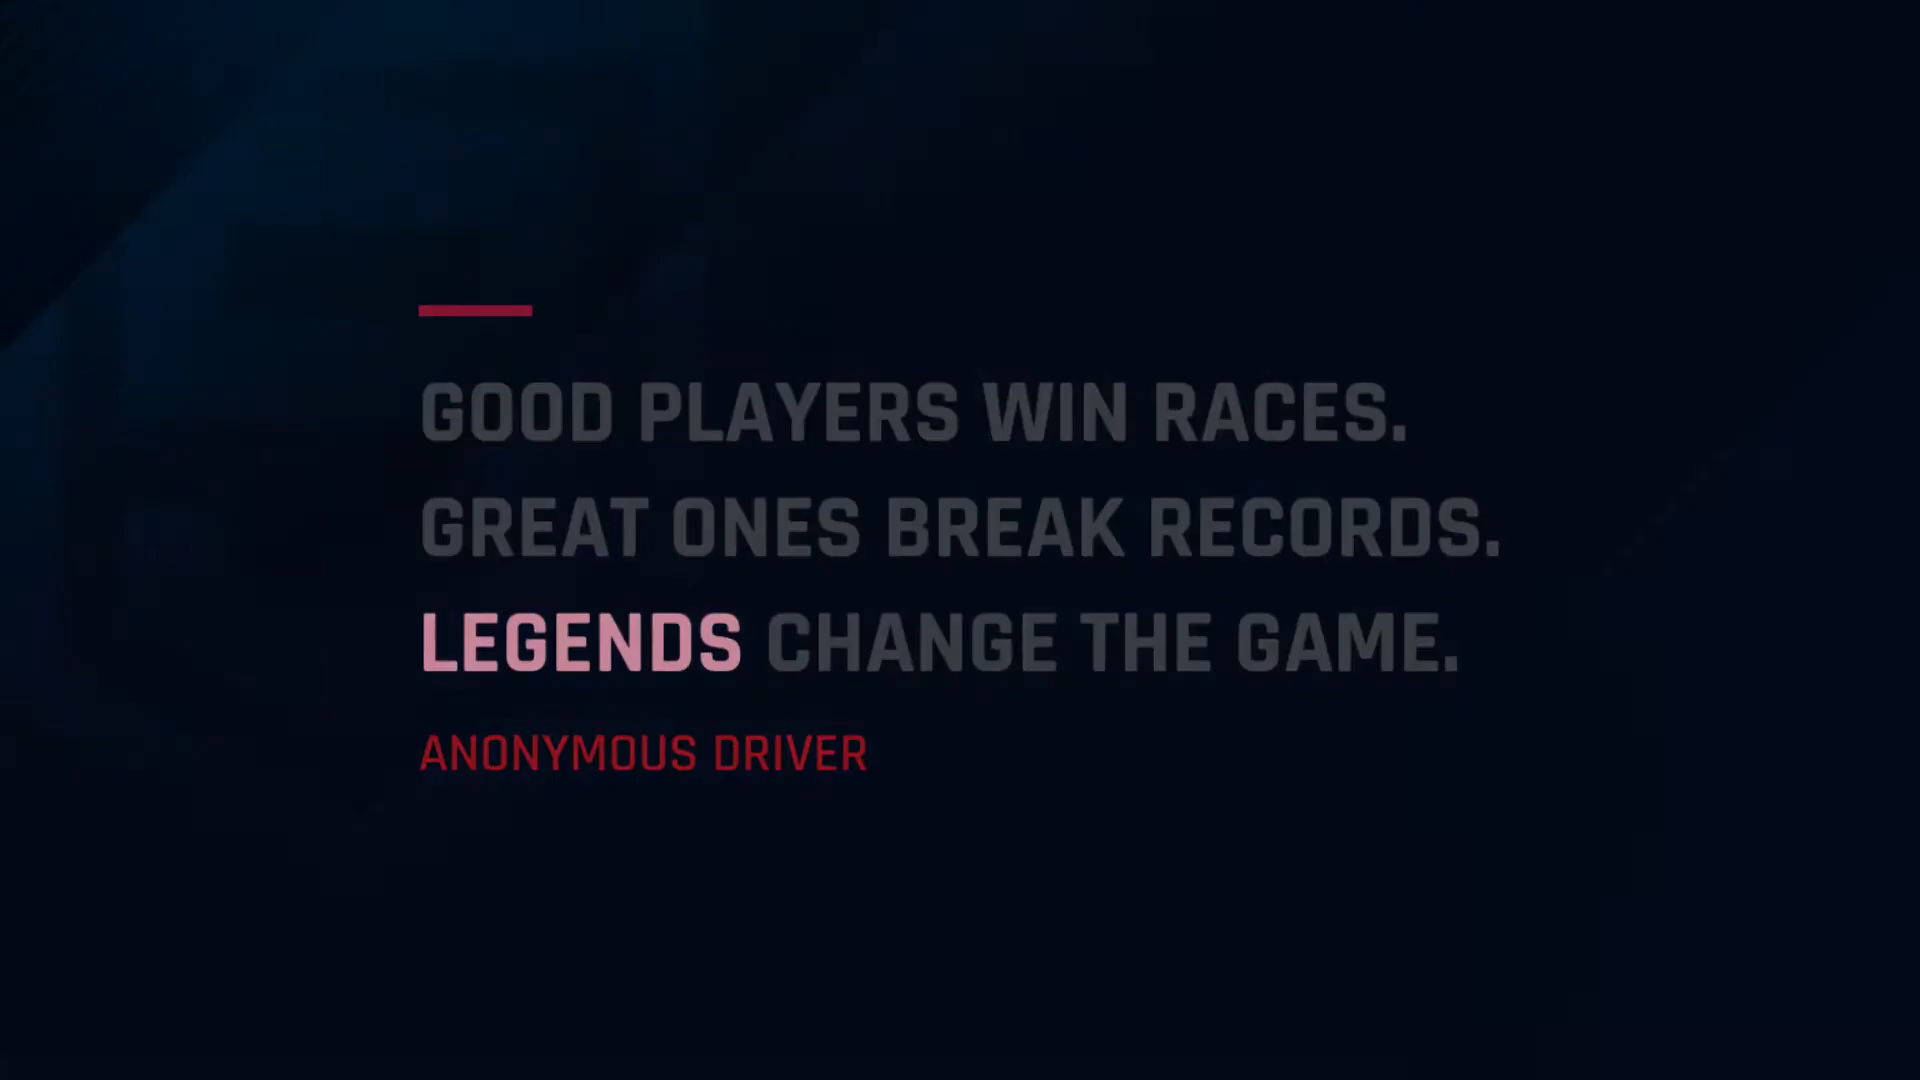 GOOD PLAYERS WIN RACES.
GREAT ONES BREAK RECORDS.
LEGENDS CHANGE THE GAME.
ANONYMOUS DRIVER